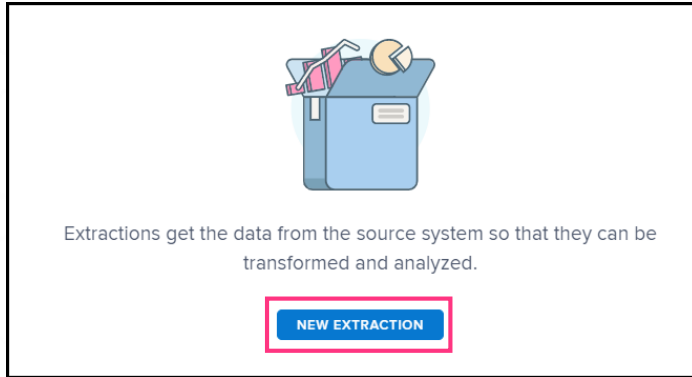 Extractions get the data from the source system so that they can be
transformed and analyzed.
NEW EXTRACTION